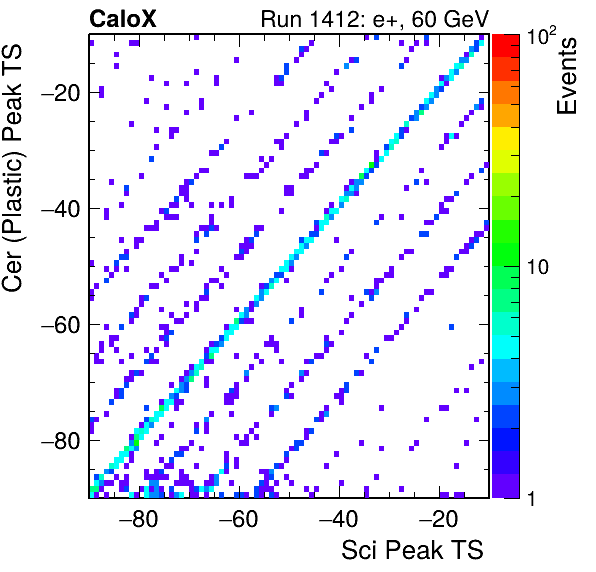 CaloX Run 1412: e+, 60 GeV
Cer (Plastic) Peak TS
−20
−40
−60
−80
−80 −60 −40 −20
Sci Peak TS
10²
10
1
Events